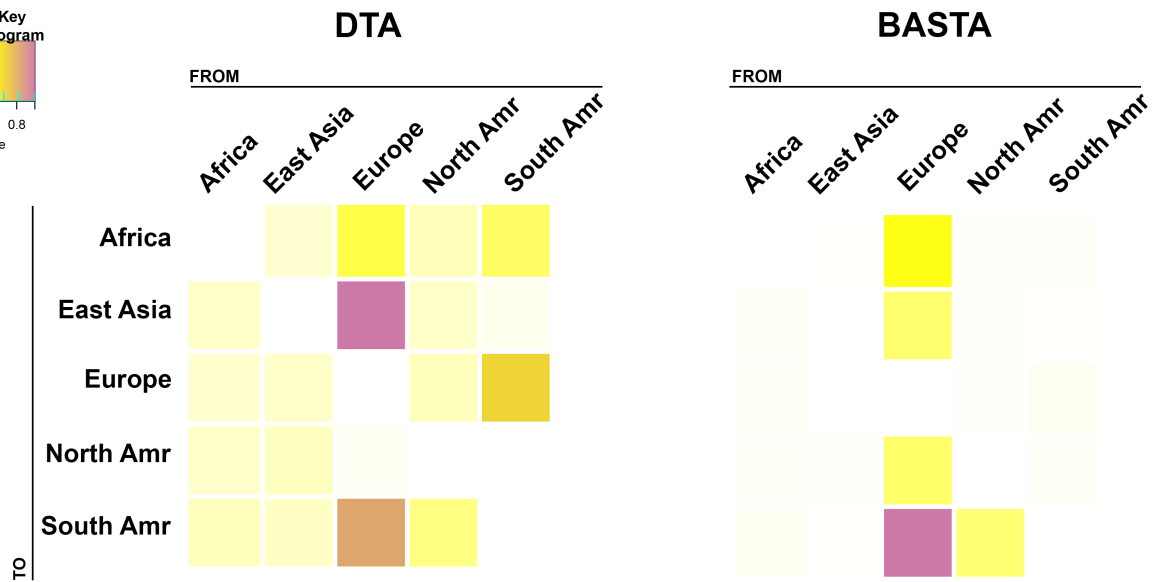 Key
ogram
0.8
e
DTA
BASTA
FROM
FROM
Africa
East Asia
Europe
North Amr
South Amr
Africa
East Asia
Europe
North Amr
South Amr
Africa
East Asia
Europe
North Amr
South Amr
TO